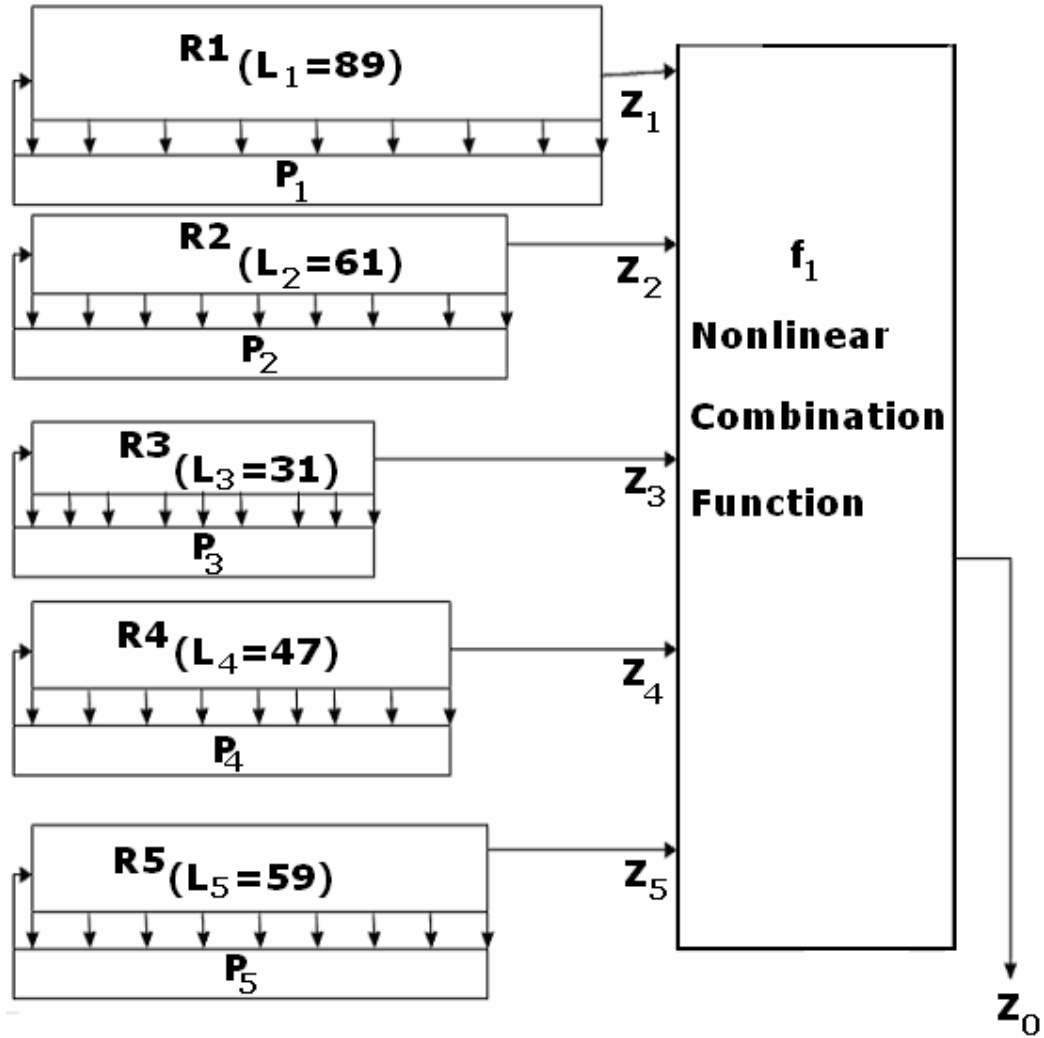 R1 (L₁=89)
Z₁
P₁
R2 (L₂=61)
Z₂
P₂
R3 (L₃=31)
Z₃
P₃
R4 (L₄=47)
Z₄
P₄
R5 (L₅=59)
Z₅
P₅
f₁
Nonlinear
Combination
Function
Z₀